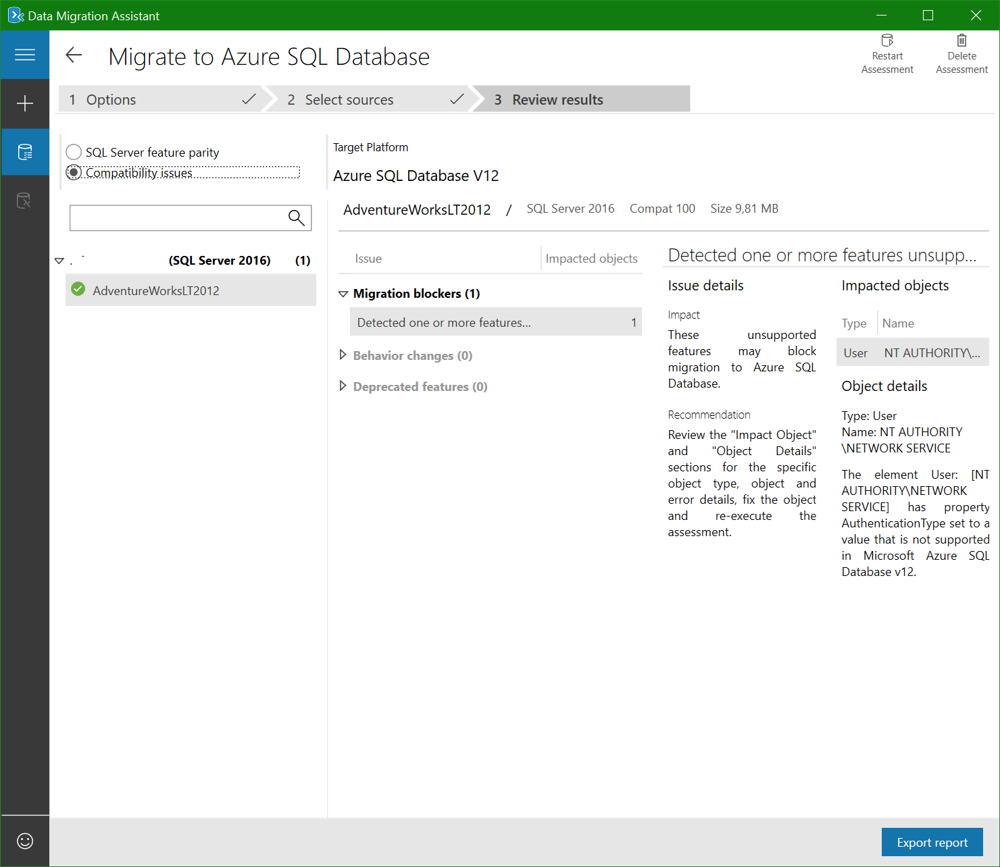 Data Migration Assistant
Migrate to Azure SQL Database
Restart
Assessment
Delete
Assessment
1 Options
2 Select sources
3 Review results
SQL Server feature parity
Compatibility issues
Target Platform
Azure SQL Database V12
AdventureWorksLT2012 / SQL Server 2016 Compat 100 Size 9,81 MB
(SQL Server 2016) (1)
AdventureWorksLT2012
Issue Impacted objects
Migration blockers (1)
Detected one or more features... 1
Behavior changes (0)
Deprecated features (0)
Detected one or more features unsupp...
Issue details
Impact
These unsupported
features may block
migration to Azure SQL
Database.
Recommendation
Review the "Impact Object"
and "Object Details"
sections for the specific
object type, object and
error details, fix the object
and re-execute the
assessment.
Impacted objects
Type Name
User NT AUTHORITY\...
Object details
Type: User
Name: NT AUTHORITY
\NETWORK SERVICE
The element User: [NT
AUTHORITY\NETWORK
SERVICE] has property
AuthenticationType set to a
value that is not supported
in Microsoft Azure SQL
Database v12.
Export report